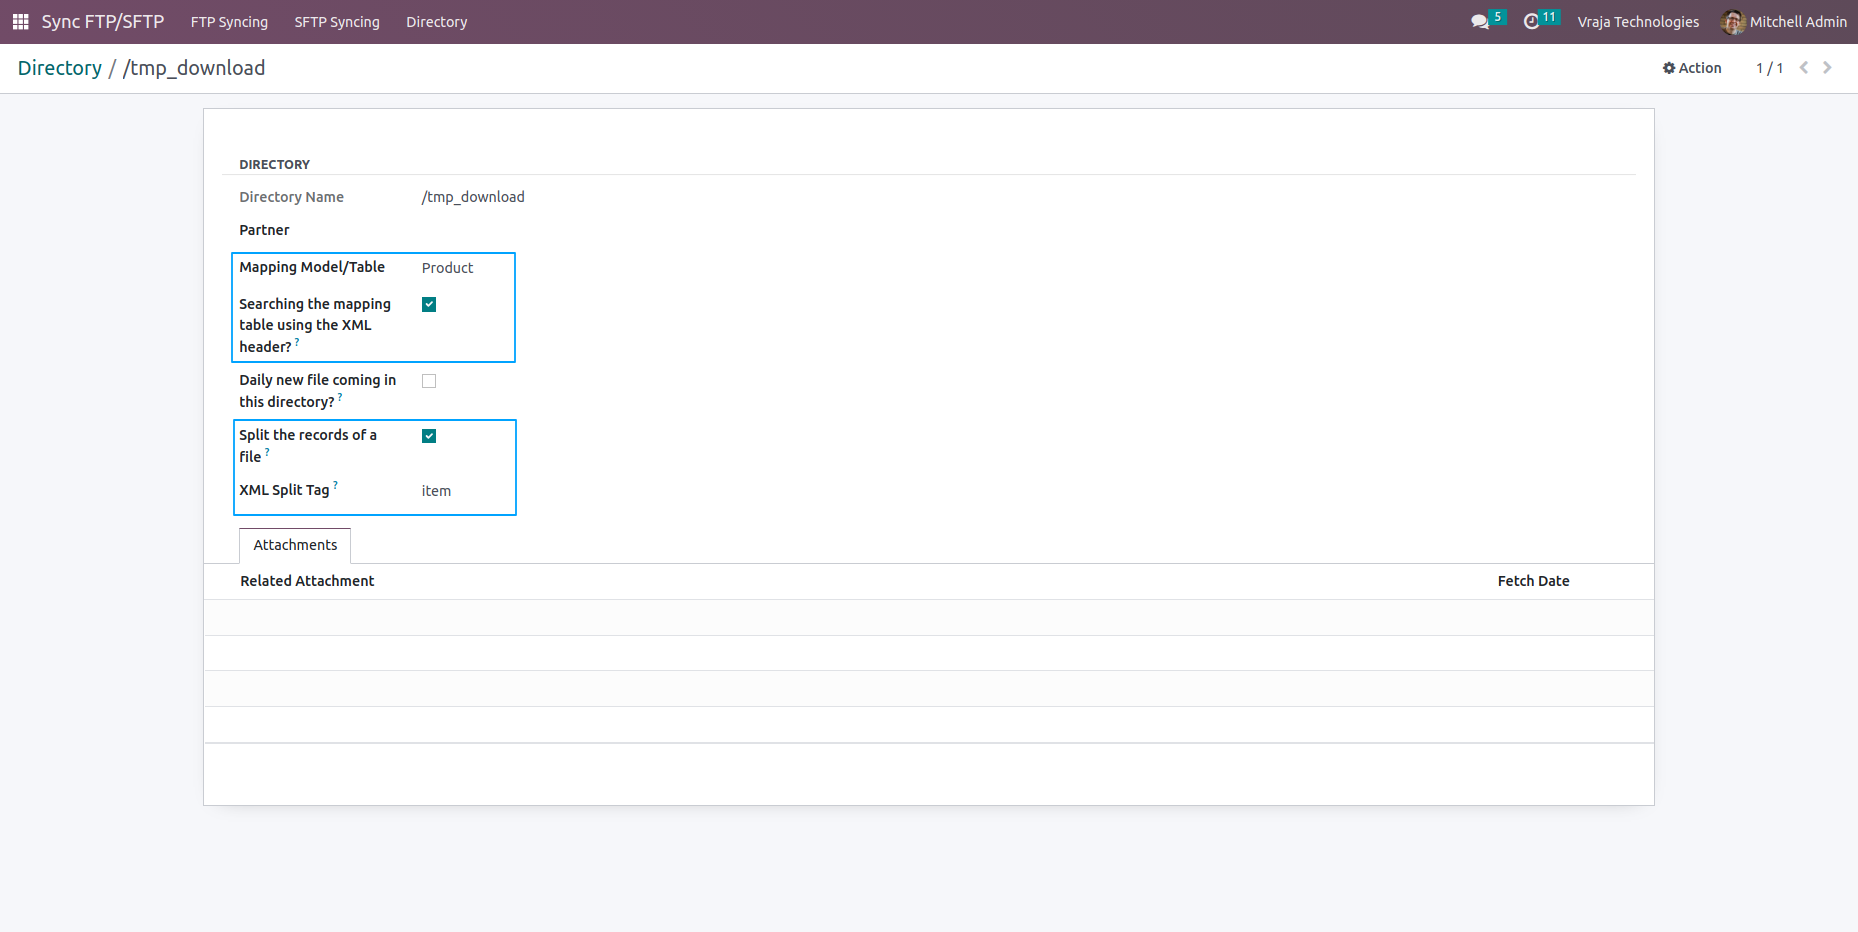 Sync FTP/SFTP FTP Syncing SFTP Syncing Directory 5 11 Vraja Technologies Mitchell Admin
Directory / /tmp_download Action 1 / 1
DIRECTORY
Directory Name /tmp_download
Partner
Mapping Model/Table Product
Searching the mapping
table using the XML
header? ?
Daily new file coming in
this directory? ?
Split the records of a
file ?
XML Split Tag ? item
Attachments
Related Attachment Fetch Date